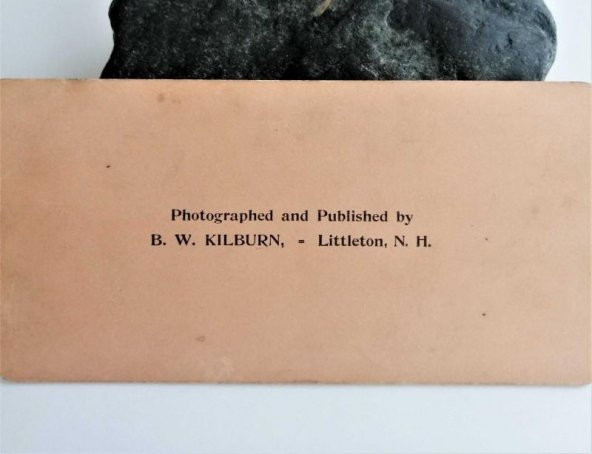 Photographed and Published by
B. W. KILBURN, - Littleton, N. H.